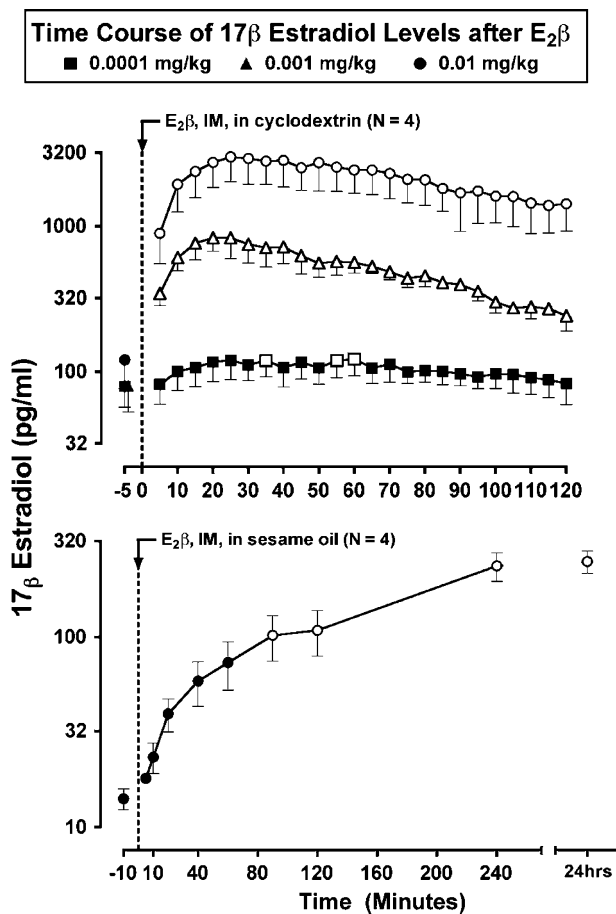 Time Course of 17β Estradiol Levels after E₂β
■ 0.0001 mg/kg ▲ 0.001 mg/kg ● 0.01 mg/kg
E₂β, IM, in cyclodextrin (N = 4)
3200
1000
320
100
32
-5 0 10 20 30 40 50 60 70 80 90 100 110 120
17β Estradiol (pg/ml)
E₂β, IM, in sesame oil (N = 4)
320
100
32
10
-10 10 40 80 120 160 200 240 24hrs
Time (Minutes)